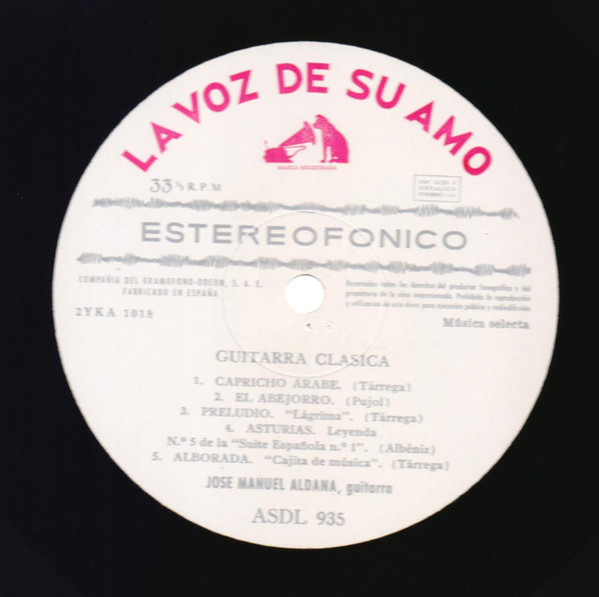 LA VOZ DE SU AMO
MARCA REGISTRADA
33 ⅓ R.P.M
ESTEREOFONICO
COMPAÑIA DEL GRAMOFONO-ODEON, S. A. E.
FABRICADO EN ESPAÑA
Reservados todos los derechos del productor fonográfico y del
propietario de la obra impresionada. Prohibida la reproducción
y utilización de este disco para ejecución pública y radiodifusión
2YKA 1018
Música selecta
GUITARRA CLASICA
1. CAPRICHO ARABE. (Tárrega)
2. EL ABEJORRO. (Pujol)
3. PRELUDIO. "Lágrima". (Tárrega)
4. ASTURIAS. Leyenda
N.º 5 de la "Suite Española n.º 1". (Albéniz)
5. ALBORADA. "Cajita de música". (Tárrega)
JOSE MANUEL ALDANA, guitarra
ASDL 935